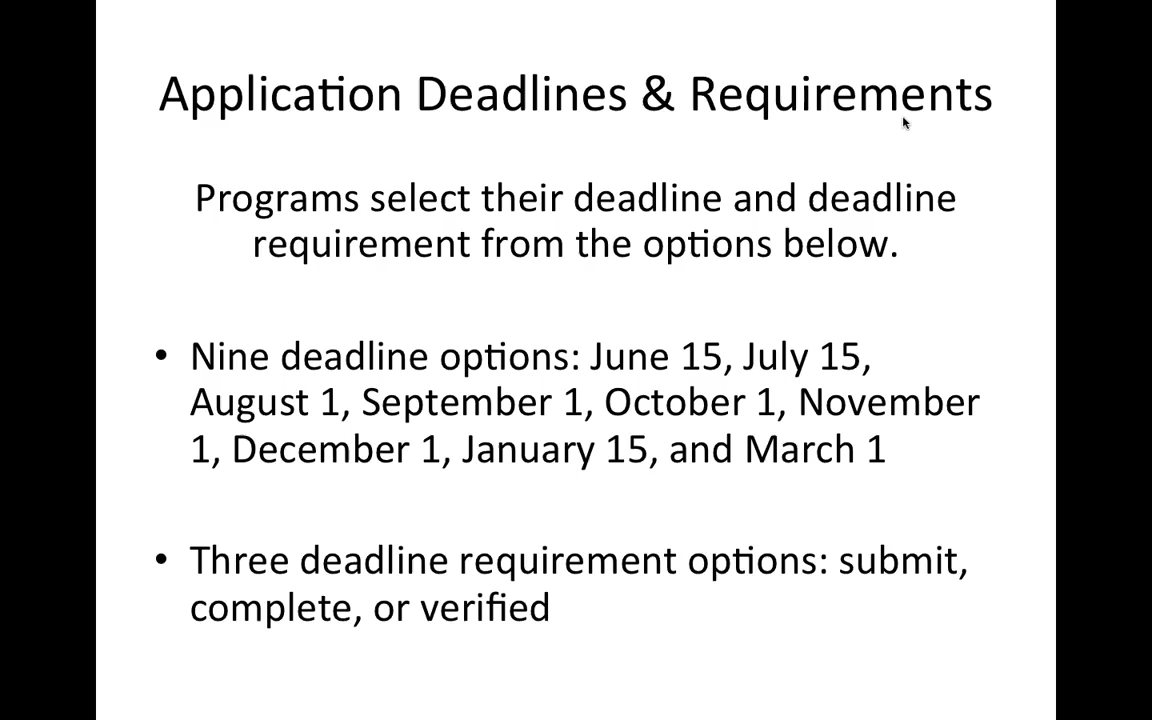 Application Deadlines & Requirements
Programs select their deadline and deadline
requirement from the options below.
• Nine deadline options: June 15, July 15,
August 1, September 1, October 1, November
1, December 1, January 15, and March 1
• Three deadline requirement options: submit,
complete, or verified